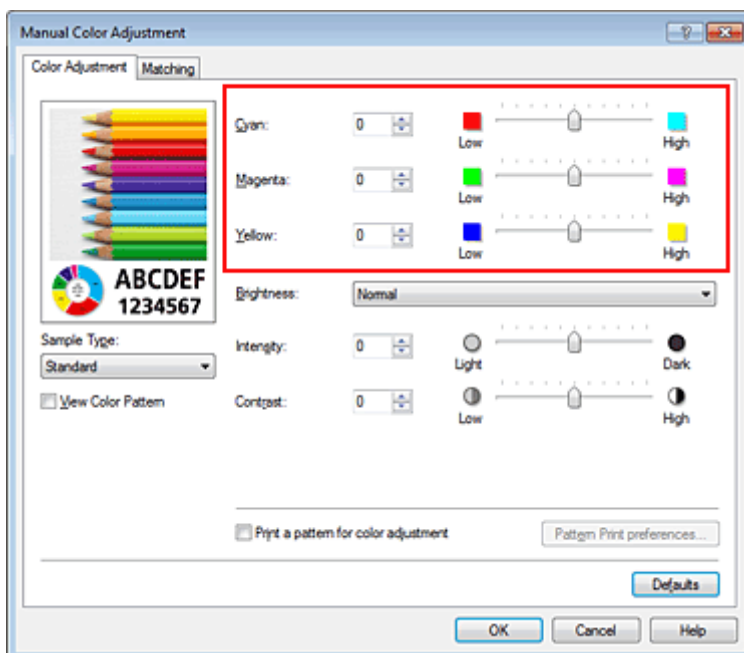 Manual Color Adjustment
Color Adjustment Matching
Cyan: 0 Low High
Magenta: 0 Low High
Yellow: 0 Low High
ABCDEF
1234567
Brightness: Normal
Sample Type:
Standard
Intensity: 0 Light Dark
View Color Pattern
Contrast: 0 Low High
Print a pattern for color adjustment Pattern Print preferences...
Defaults
OK Cancel Help